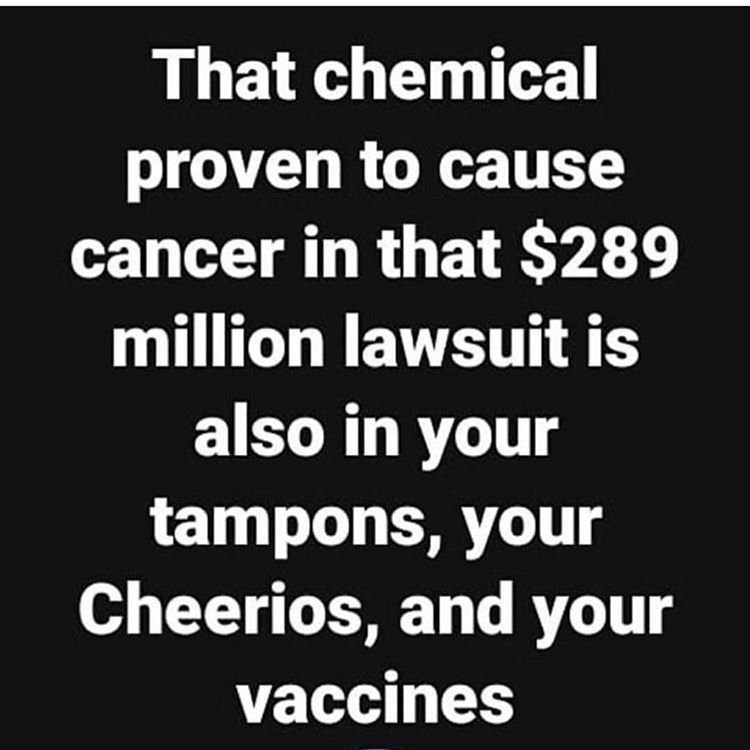 That chemical
proven to cause
cancer in that $289
million lawsuit is
also in your
tampons, your
Cheerios, and your
vaccines